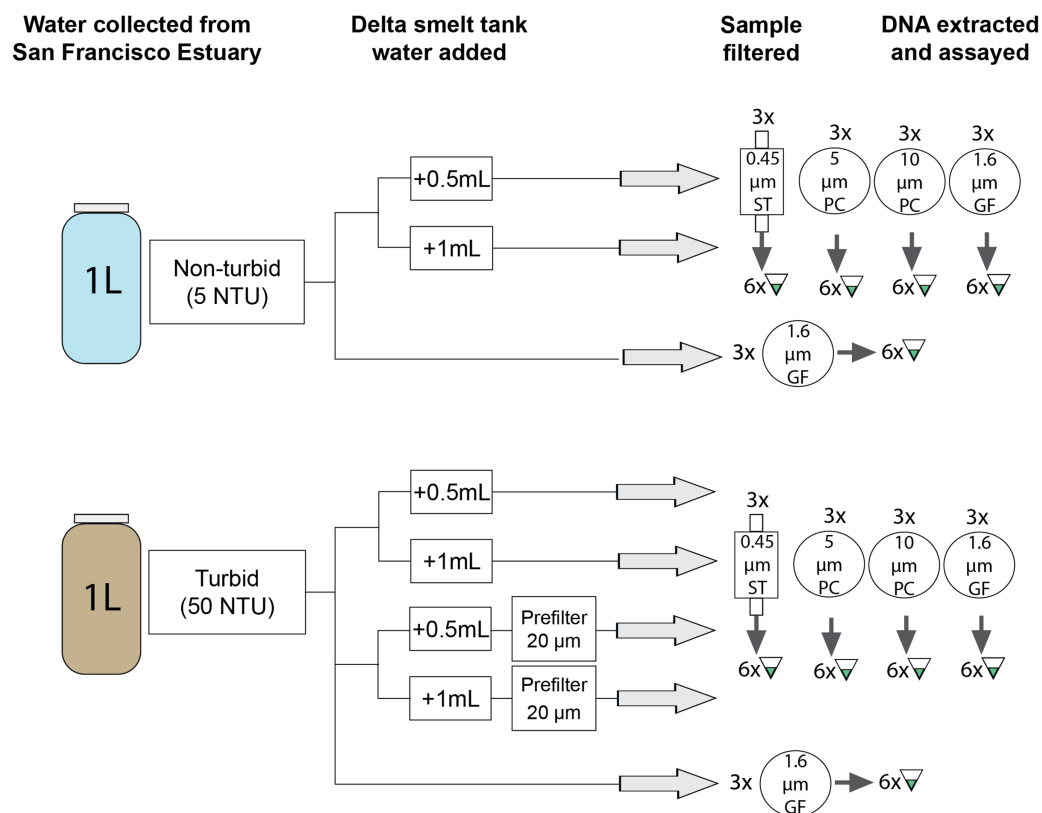 Water collected from
San Francisco Estuary
Delta smelt tank
water added
Sample
filtered
DNA extracted
and assayed
1L
Non-turbid
(5 NTU)
+0.5mL
+1mL
3x
0.45
µm
ST
3x
5
µm
PC
3x
10
µm
PC
3x
1.6
µm
GF
6x
6x
6x
6x
3x
1.6
µm
GF
6x
1L
Turbid
(50 NTU)
+0.5mL
+1mL
+0.5mL
Prefilter
20 µm
+1mL
Prefilter
20 µm
3x
0.45
µm
ST
3x
5
µm
PC
3x
10
µm
PC
3x
1.6
µm
GF
6x
6x
6x
6x
3x
1.6
µm
GF
6x